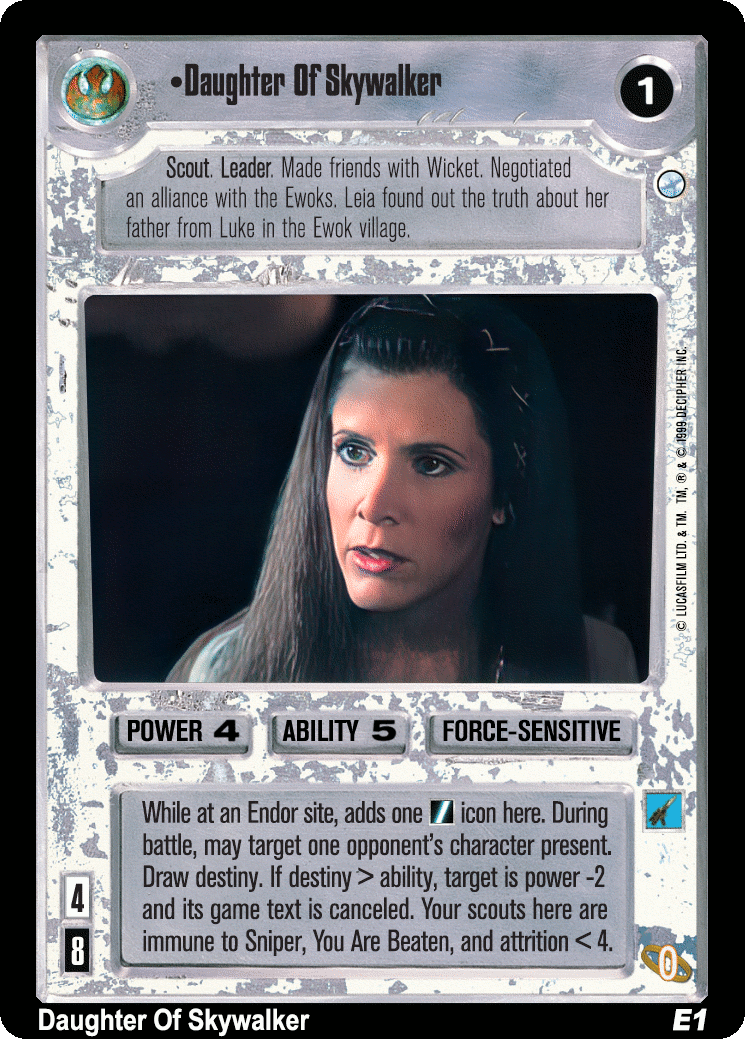 •Daughter Of Skywalker
1
Scout. Leader. Made friends with Wicket. Negotiated
an alliance with the Ewoks. Leia found out the truth about her
father from Luke in the Ewok village.
© LUCASFILM LTD. & TM. TM, ® & © 1999 DECIPHER INC.
POWER 4
ABILITY 5
FORCE-SENSITIVE
While at an Endor site, adds one icon here. During
battle, may target one opponent's character present.
Draw destiny. If destiny > ability, target is power -2
and its game text is canceled. Your scouts here are
immune to Sniper, You Are Beaten, and attrition < 4.
4
8
0
Daughter Of Skywalker
E1